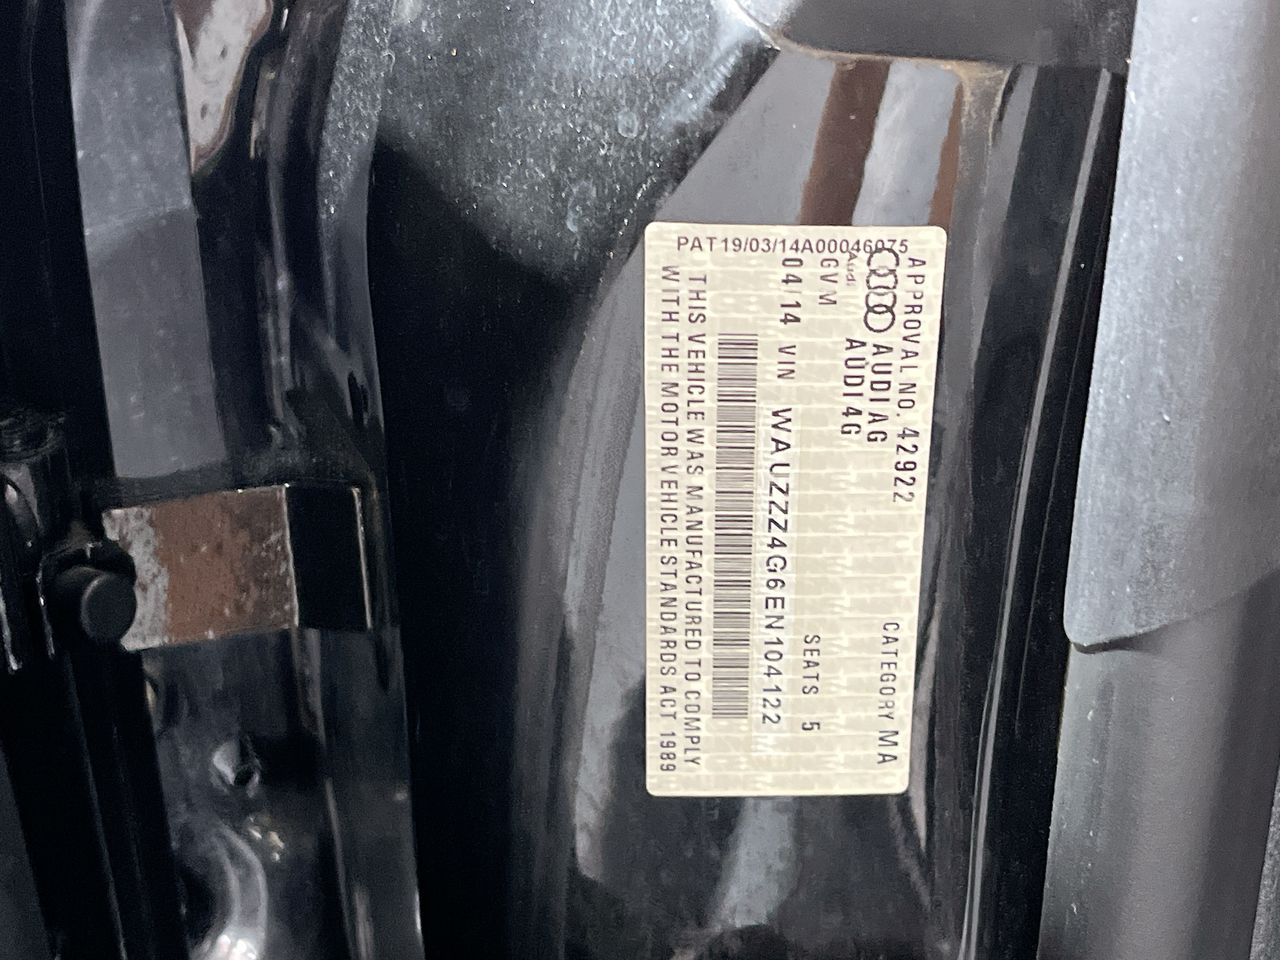 PAT19/03/14A00046075
APPROVAL NO. 42922 CATEGORY MA
Audi AUDI AG
AUDI 4G
GVM SEATS 5
04 14 VIN WAUZZZ4G6EN104122
THIS VEHICLE WAS MANUFACTURED TO COMPLY
WITH THE MOTOR VEHICLE STANDARDS ACT 1989